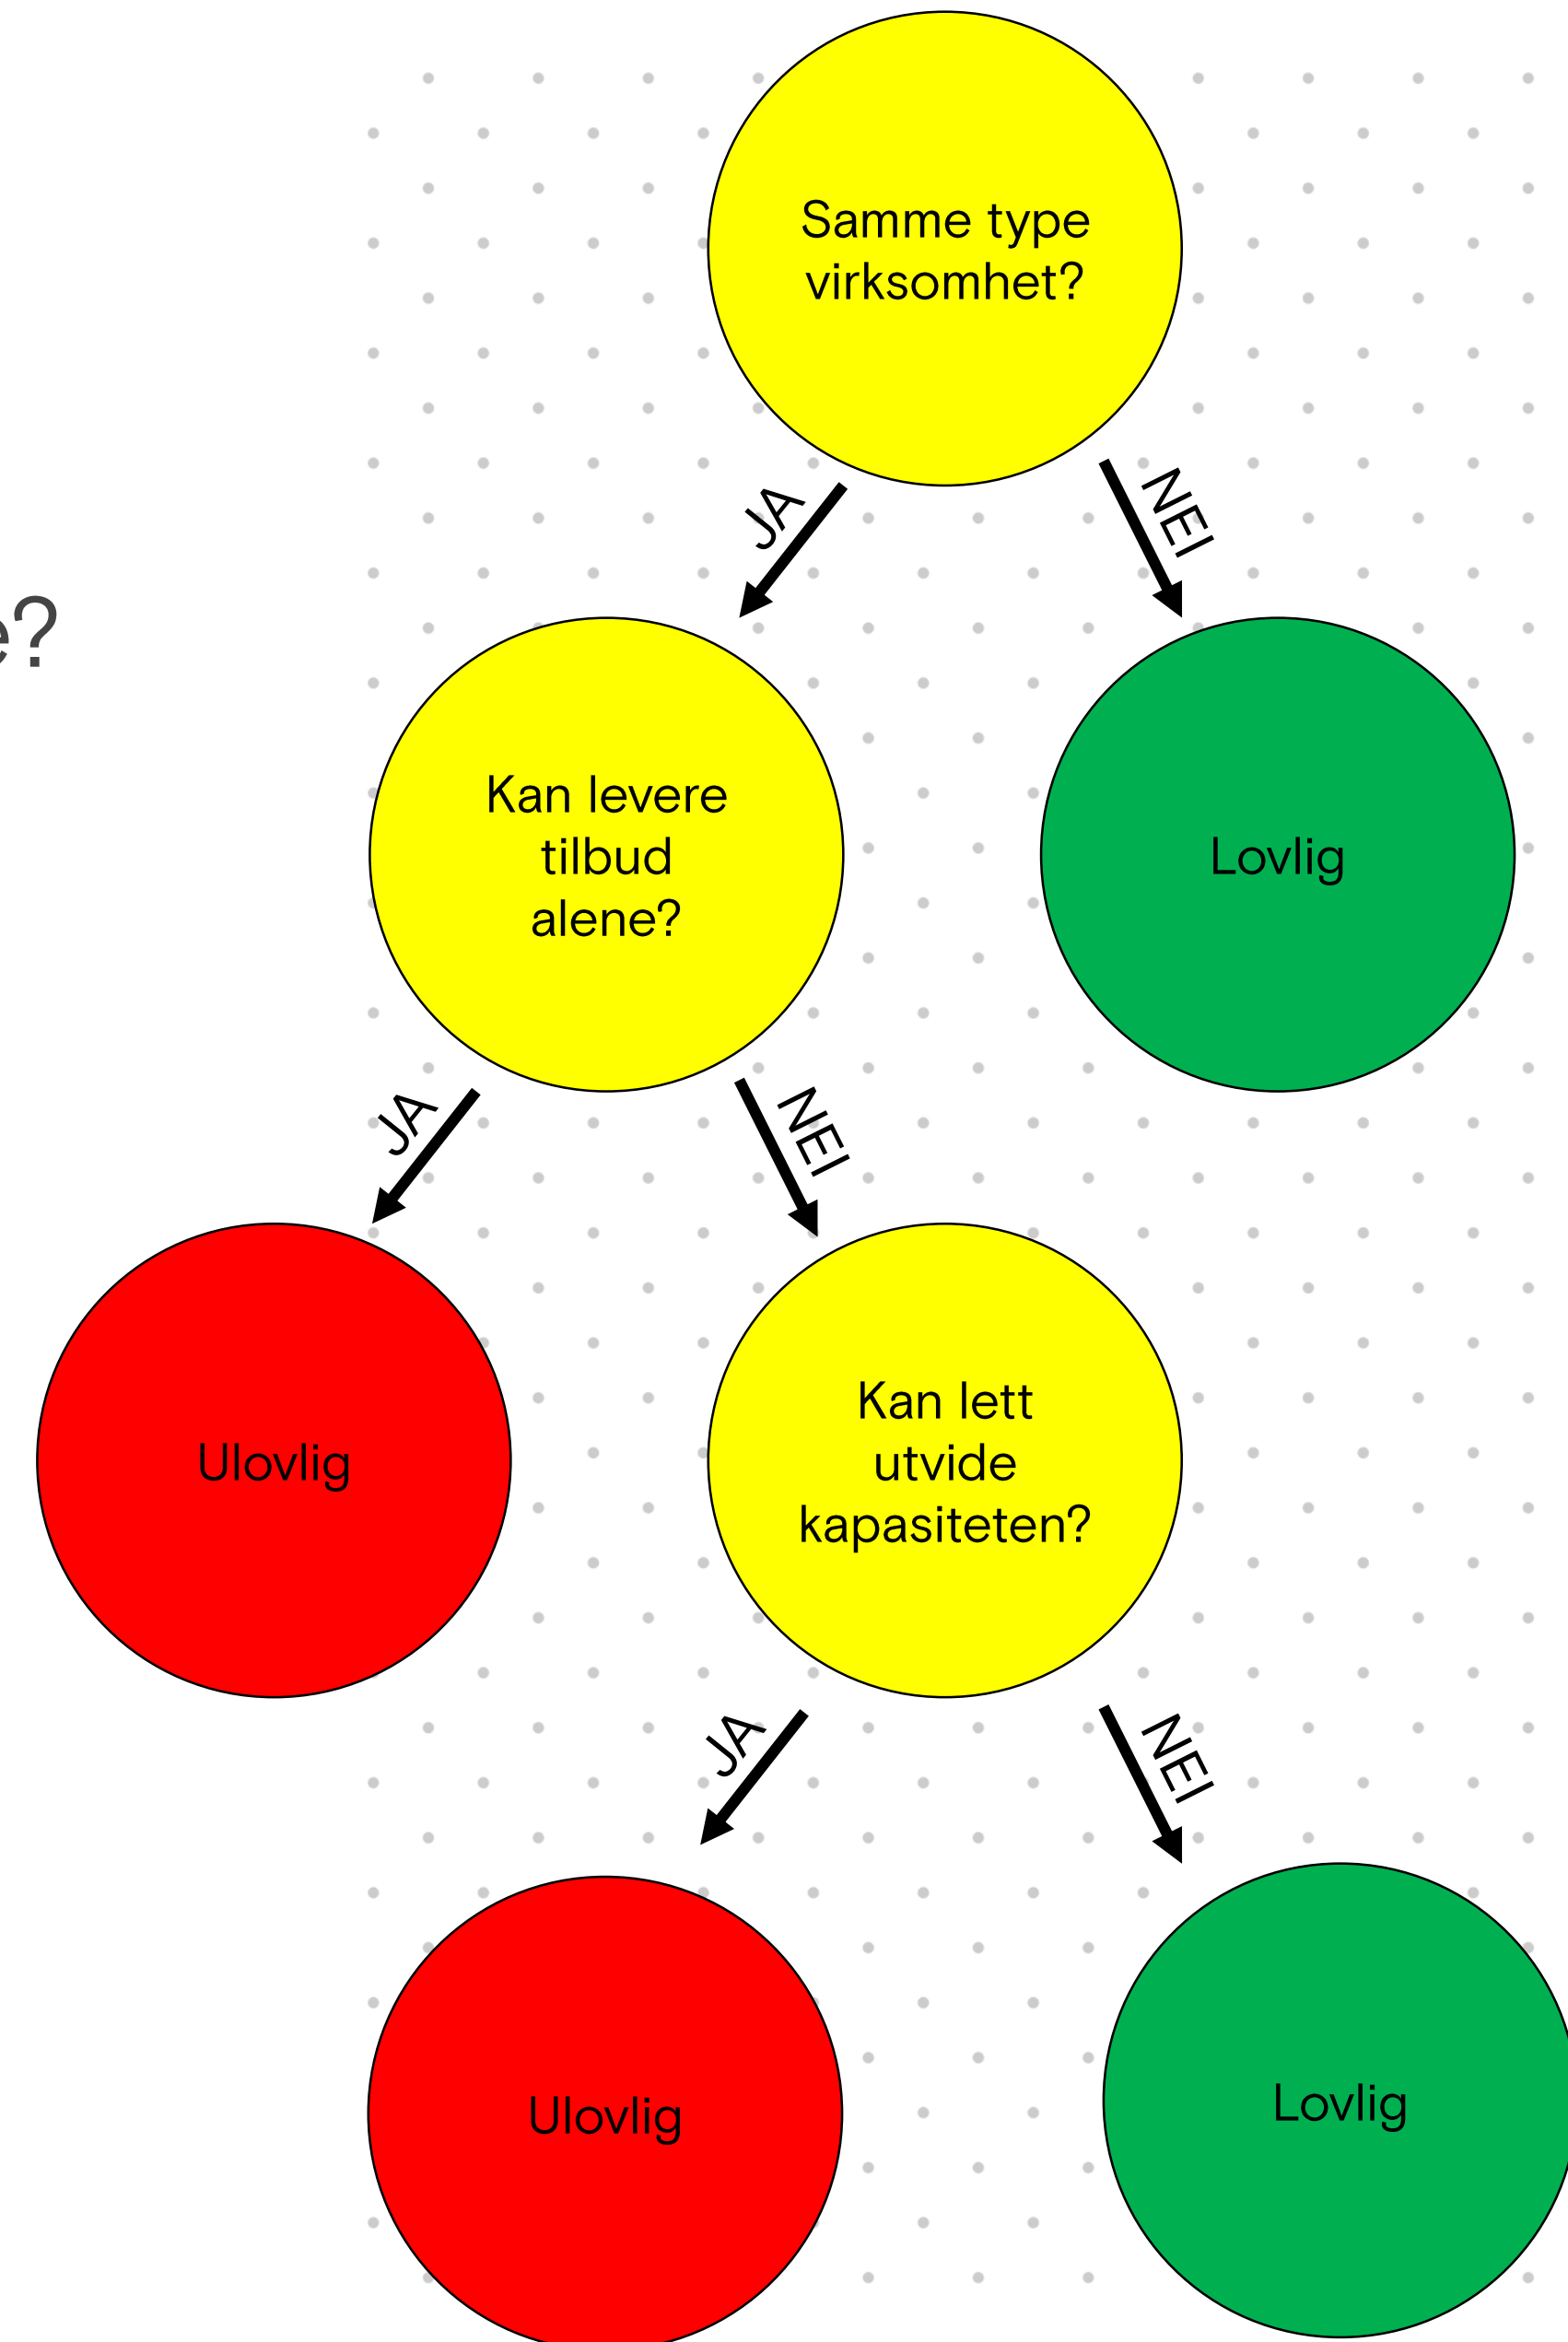 Samme type
virksomhet?
JA
NEI
e?
Kan levere
tilbud
alene?
Lovlig
JA
NEI
Ulovlig
Kan lett
utvide
kapasiteten?
JA
NEI
Ulovlig
Lovlig